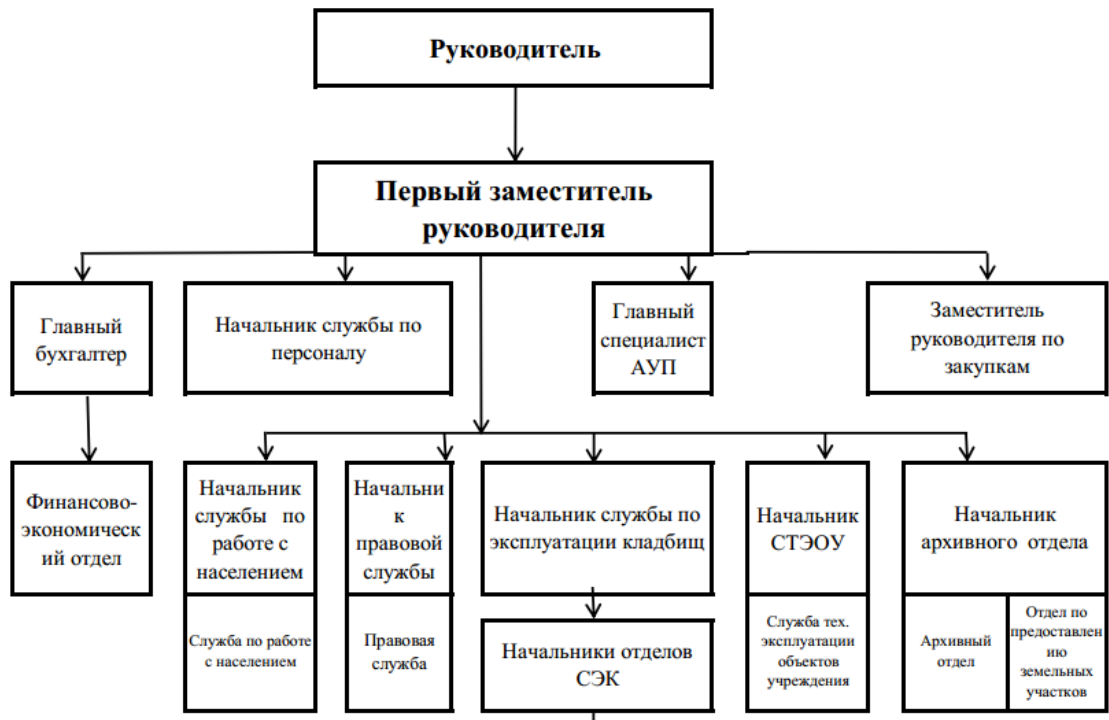 Руководитель
Первый заместитель
руководителя
Главный
бухгалтер
Начальник службы по
персоналу
Главный
специалист
АУП
Заместитель
руководителя по
закупкам
Финансово-
экономическ
ий отдел
Начальник
службы по
работе с
населением
Начальни
к
правовой
службы
Начальник службы по
эксплуатации кладбищ
Начальник
СТЭОУ
Начальник
архивного отдела
Служба по работе
с населением
Правовая
служба
Начальники отделов
СЭК
Служба тех.
эксплуатации
объектов
учреждения
Архивный
отдел
Отдел по
предоставлен
ию
земельных
участков